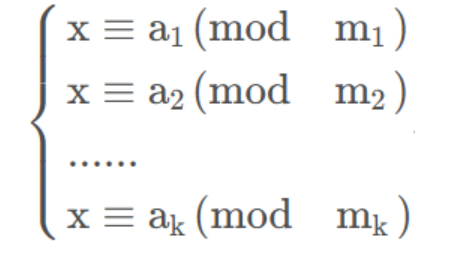 x ≡ a₁ (mod m₁)
x ≡ a₂ (mod m₂)
......
x ≡ aₖ (mod mₖ)